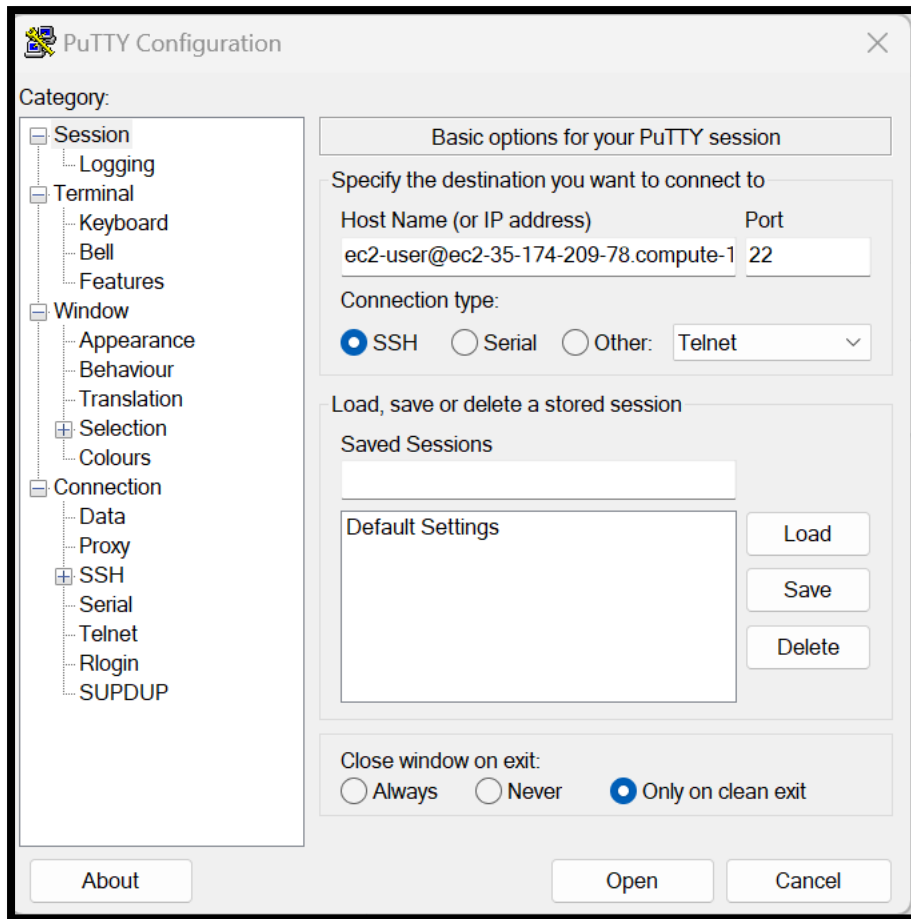 PuTTY Configuration
Category:
Session
Logging
Terminal
Keyboard
Bell
Features
Window
Appearance
Behaviour
Translation
Selection
Colours
Connection
Data
Proxy
SSH
Serial
Telnet
Rlogin
SUPDUP
Basic options for your PuTTY session
Specify the destination you want to connect to
Host Name (or IP address) Port
ec2-user@ec2-35-174-209-78.compute-1 22
Connection type:
SSH Serial Other: Telnet
Load, save or delete a stored session
Saved Sessions
Default Settings
Load
Save
Delete
Close window on exit:
Always Never Only on clean exit
About Open Cancel